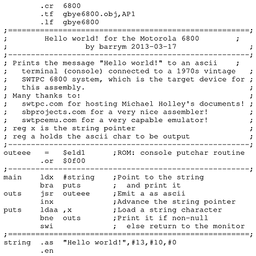 .cr  6800
.tf  gbye6800.obj,AP1
.lf  gbye6800
;=====================================================;
;       Hello world! for the Motorola 6800            ;
;              by barrym 2013-03-17                   ;
;-----------------------------------------------------;
; Prints the message "Hello world!" to an ascii       ;
;   terminal (console) connected to a 1970s vintage   ;
;   SWTPC 6800 system, which is the target device for ;
;   this assembly.                                    ;
; Many thanks to:                                     ;
;   swtpc.com for hosting Michael Holley's documents! ;
;   sbprojects.com for a very nice assembler!         ;
;   swtpcemu.com for a very capable emulator!         ;
; reg x is the string pointer                         ;
; reg a holds the ascii char to be output             ;
;-----------------------------------------------------;
outeee   =   $e1d1      ;ROM: console putchar routine
.or  $0f00
;-----------------------------------------------------;
main     ldx  #string   ;Point to the string
bra  puts      ;  and print it
outs     jsr  outeee    ;Emit a as ascii
inx            ;Advance the string pointer
puts     ldaa ,x        ;Load a string character
bne  outs      ;Print it if non-null
swi            ;  else return to the monitor
;=====================================================;
string  .as  "Hello world!",#13,#10,#0
.en